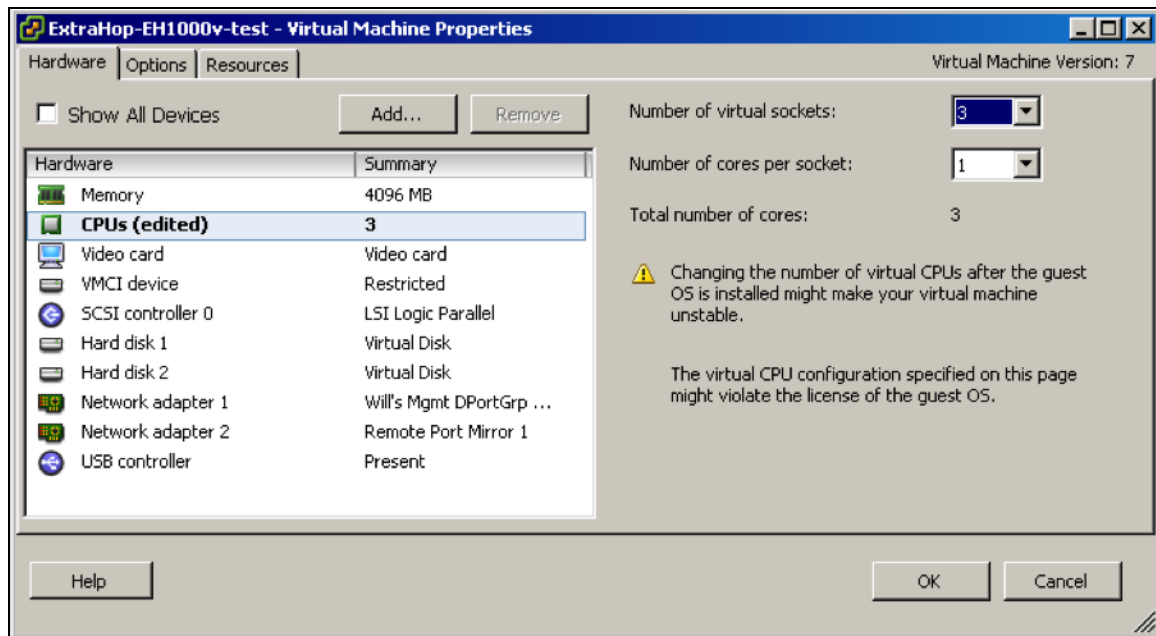 ExtraHop-EH1000v-test - Virtual Machine Properties
Hardware Options Resources Virtual Machine Version: 7
Show All Devices Add... Remove
Hardware Summary
Memory 4096 MB
CPUs (edited) 3
Video card Video card
VMCI device Restricted
SCSI controller 0 LSI Logic Parallel
Hard disk 1 Virtual Disk
Hard disk 2 Virtual Disk
Network adapter 1 Will's Mgmt DPortGrp ...
Network adapter 2 Remote Port Mirror 1
USB controller Present
Number of virtual sockets: 3
Number of cores per socket: 1
Total number of cores: 3
Changing the number of virtual CPUs after the guest
OS is installed might make your virtual machine
unstable.
The virtual CPU configuration specified on this page
might violate the license of the guest OS.
Help OK Cancel